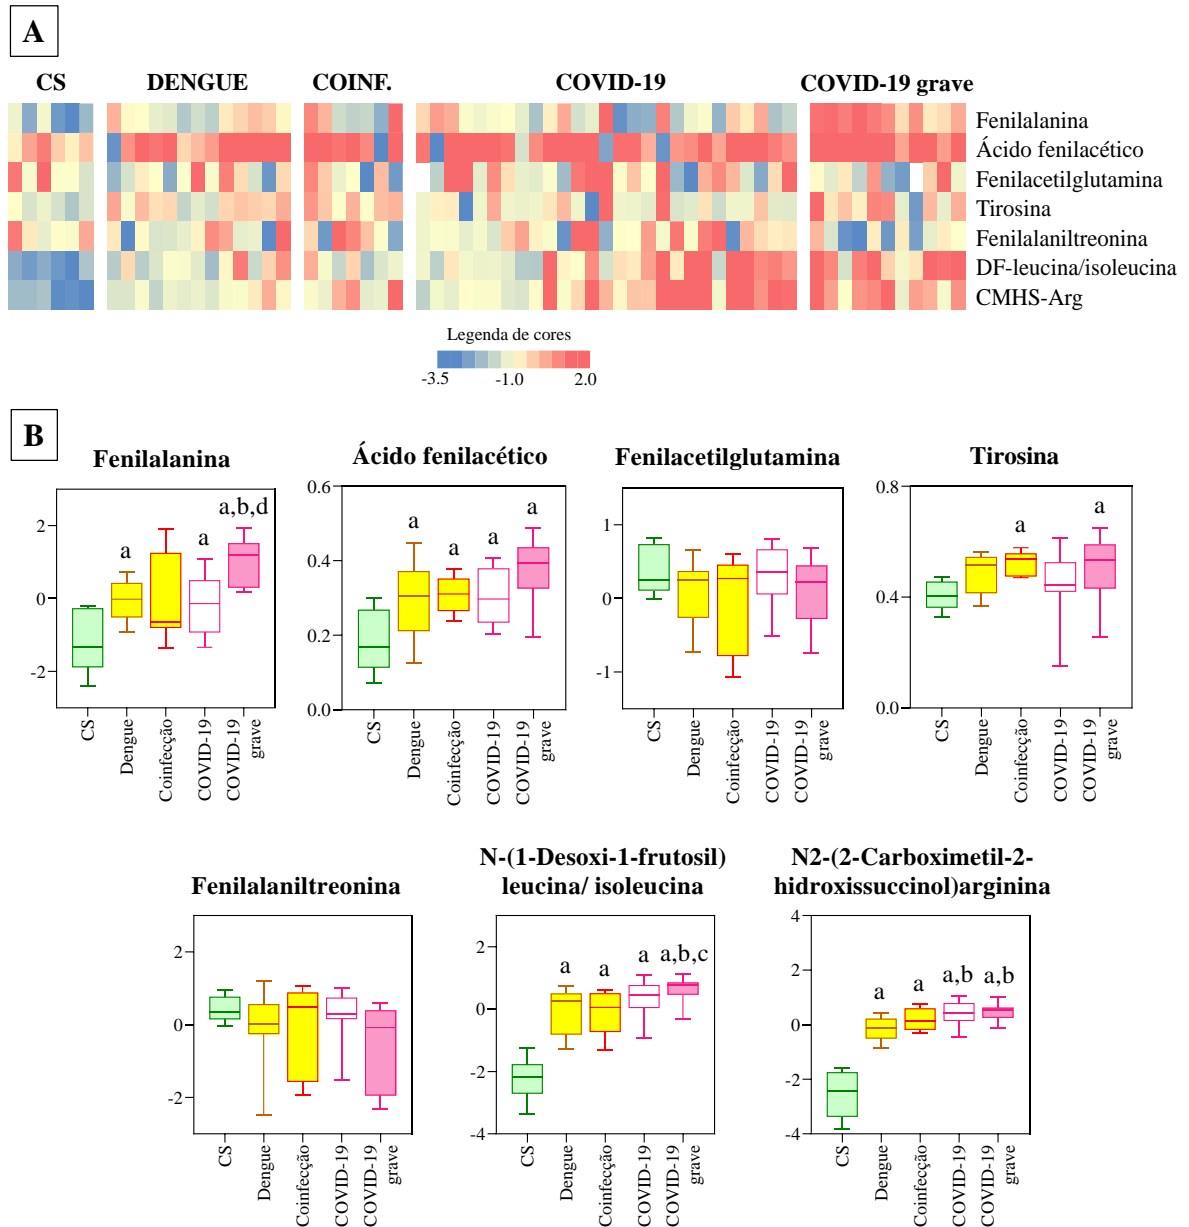 A
CS DENGUE COINF. COVID-19 COVID-19 grave
Fenilalanina
Ácido fenilacético
Fenilacetilglutamina
Tirosina
Fenilalaniltreonina
DF-leucina/isoleucina
CMHS-Arg
Legenda de cores
-3.5 -1.0 2.0
B
Fenilalanina
2
0
-2
a a a,b,d
CS Dengue Coinfecção COVID-19 COVID-19 grave
Ácido fenilacético
0.6
0.4
0.2
0.0
a a a a
CS Dengue Coinfecção COVID-19 COVID-19 grave
Fenilacetilglutamina
1
0
-1
CS Dengue Coinfecção COVID-19 COVID-19 grave
Tirosina
0.8
0.4
0.0
a a
CS Dengue Coinfecção COVID-19 COVID-19 grave
Fenilalaniltreonina
2
0
-2
CS Dengue Coinfecção COVID-19 COVID-19 grave
N-(1-Desoxi-1-frutosil)
leucina/ isoleucina
2
0
-2
-4
a a a a,b,c
CS Dengue Coinfecção COVID-19 COVID-19 grave
N2-(2-Carboximetil-2-
hidroxissuccinol)arginina
4
2
0
-2
-4
a a a,b a,b
CS Dengue Coinfecção COVID-19 COVID-19 grave